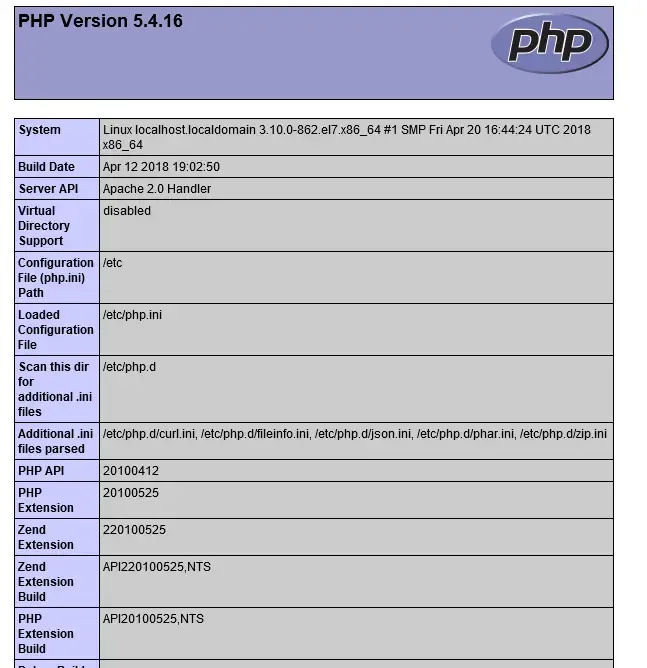 PHP Version 5.4.16
php
System
Linux localhost.localdomain 3.10.0-862.el7.x86_64 #1 SMP Fri Apr 20 16:44:24 UTC 2018
x86_64
Build Date
Apr 12 2018 19:02:50
Server API
Apache 2.0 Handler
Virtual
Directory
Support
disabled
Configuration
File (php.ini)
Path
/etc
Loaded
Configuration
File
/etc/php.ini
Scan this dir
for
additional .ini
files
/etc/php.d
Additional .ini
files parsed
/etc/php.d/curl.ini, /etc/php.d/fileinfo.ini, /etc/php.d/json.ini, /etc/php.d/phar.ini, /etc/php.d/zip.ini
PHP API
20100412
PHP
Extension
20100525
Zend
Extension
220100525
Zend
Extension
Build
API220100525,NTS
PHP
Extension
Build
API20100525,NTS